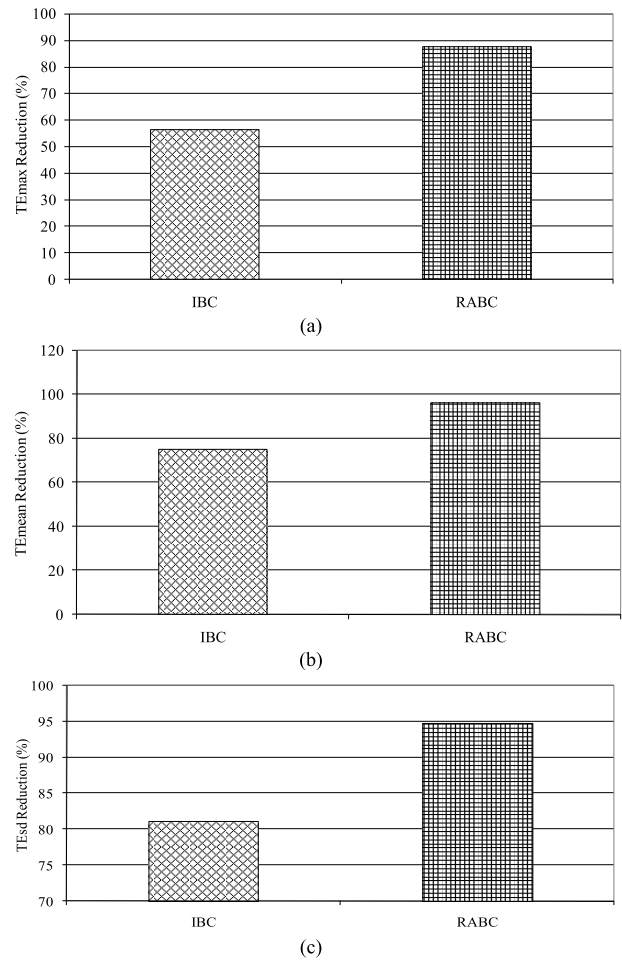 100
90
80
70
60
50
40
30
20
10
0
TEmax Reduction (%)
IBC RABC
(a)
120
100
80
60
40
20
0
TEmean Reduction (%)
IBC RABC
(b)
100
95
90
85
80
75
70
TEsd Reduction (%)
IBC RABC
(c)